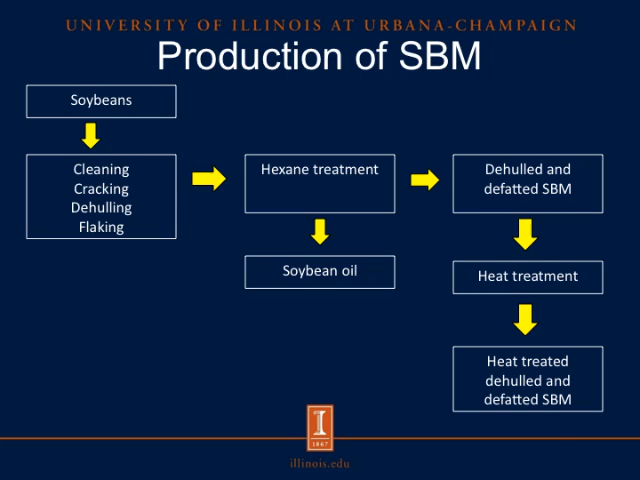 UNIVERSITY OF ILLINOIS AT URBANA-CHAMPAIGN
Production of SBM
Soybeans
Cleaning
Cracking
Dehulling
Flaking
Hexane treatment
Soybean oil
Dehulled and
defatted SBM
Heat treatment
Heat treated
dehulled and
defatted SBM
I
1867
illinois.edu